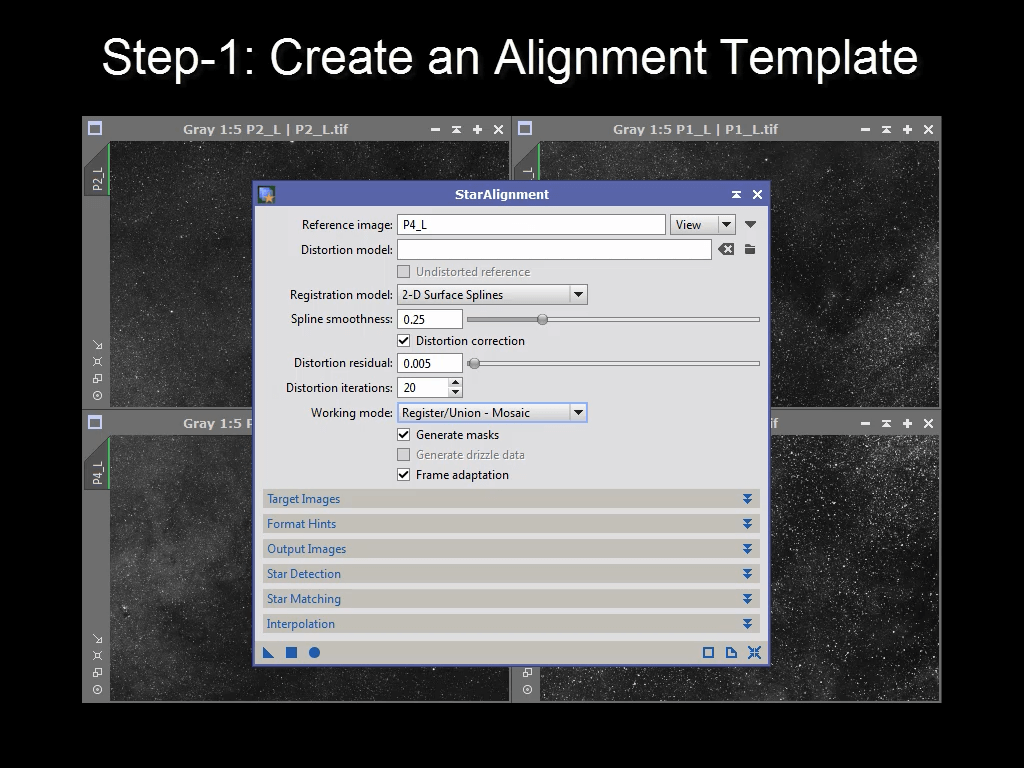 Step-1: Create an Alignment Template
Gray 1:5 P2_L | P2_L.tif
Gray 1:5 P1_L | P1_L.tif
P2_L
_L
StarAlignment
Reference image: P4_L View
Distortion model:
Undistorted reference
Registration model: 2-D Surface Splines
Spline smoothness: 0.25
Distortion correction
Distortion residual: 0.005
Distortion iterations: 20
Working mode: Register/Union - Mosaic
Gray 1:5 P
if
P4_L
Generate masks
Generate drizzle data
Frame adaptation
Target Images
Format Hints
Output Images
Star Detection
Star Matching
Interpolation